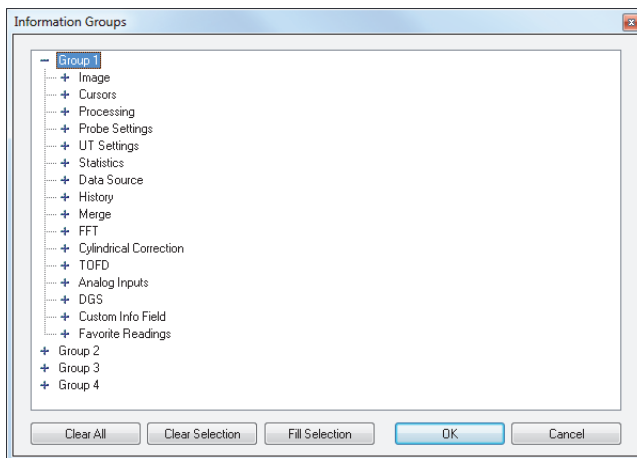 Information Groups
Group 1
Image
Cursors
Processing
Probe Settings
UT Settings
Statistics
Data Source
History
Merge
FFT
Cylindrical Correction
TOFD
Analog Inputs
DGS
Custom Info Field
Favorite Readings
Group 2
Group 3
Group 4
Clear All Clear Selection Fill Selection OK Cancel